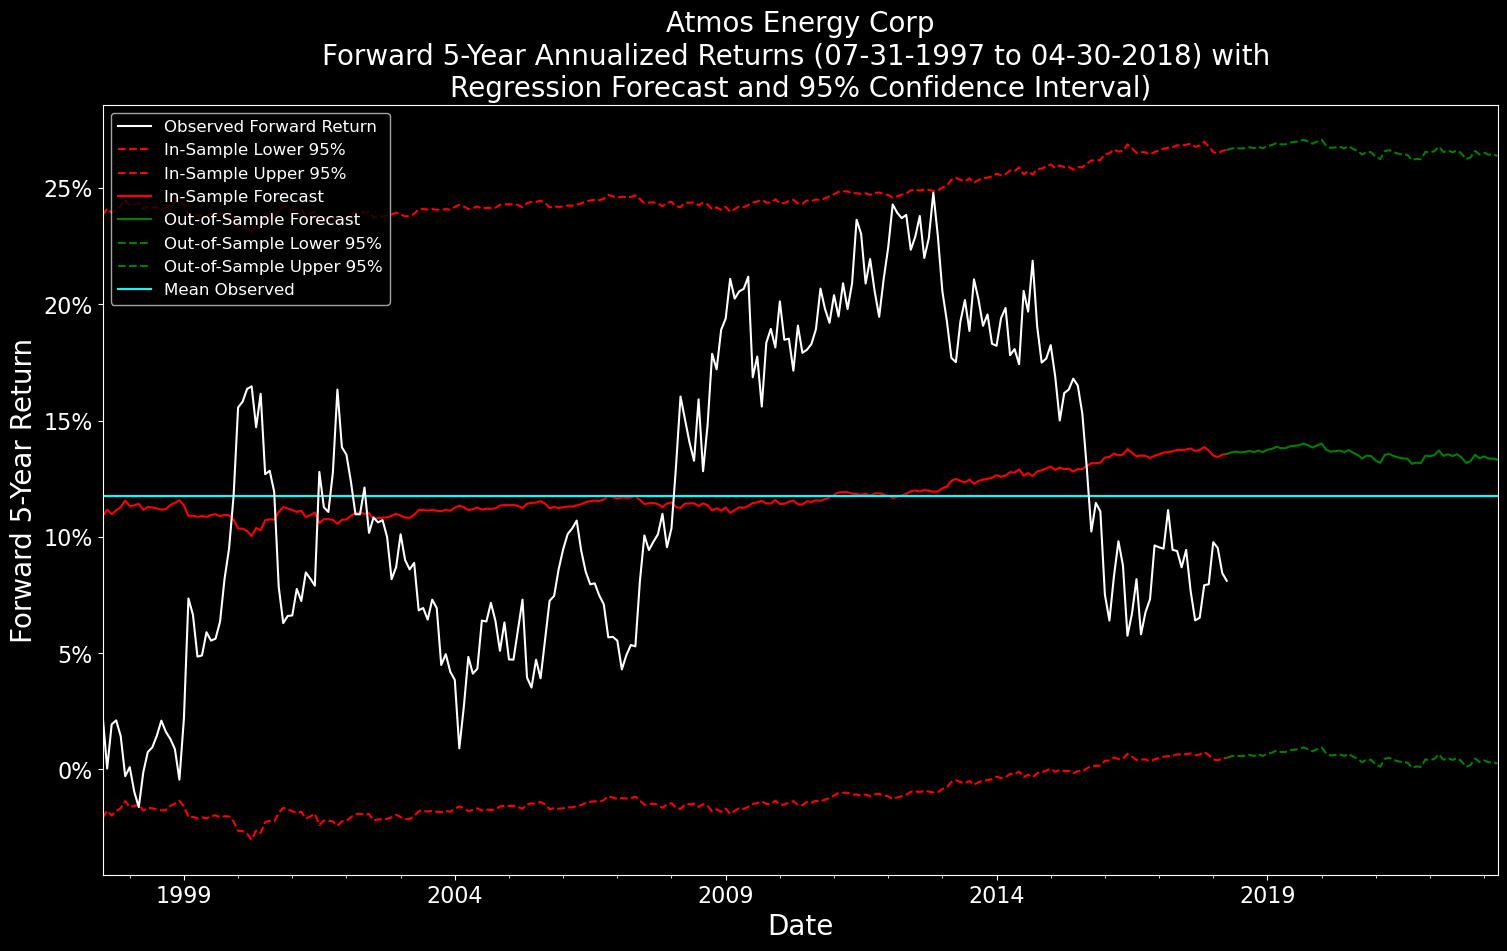 Atmos Energy Corp
Forward 5-Year Annualized Returns (07-31-1997 to 04-30-2018) with
Regression Forecast and 95% Confidence Interval)
Observed Forward Return
In-Sample Lower 95%
In-Sample Upper 95%
In-Sample Forecast
Out-of-Sample Forecast
Out-of-Sample Lower 95%
Out-of-Sample Upper 95%
Mean Observed
Forward 5-Year Return
25%
20%
15%
10%
5%
0%
1999
2004
2009
2014
2019
Date